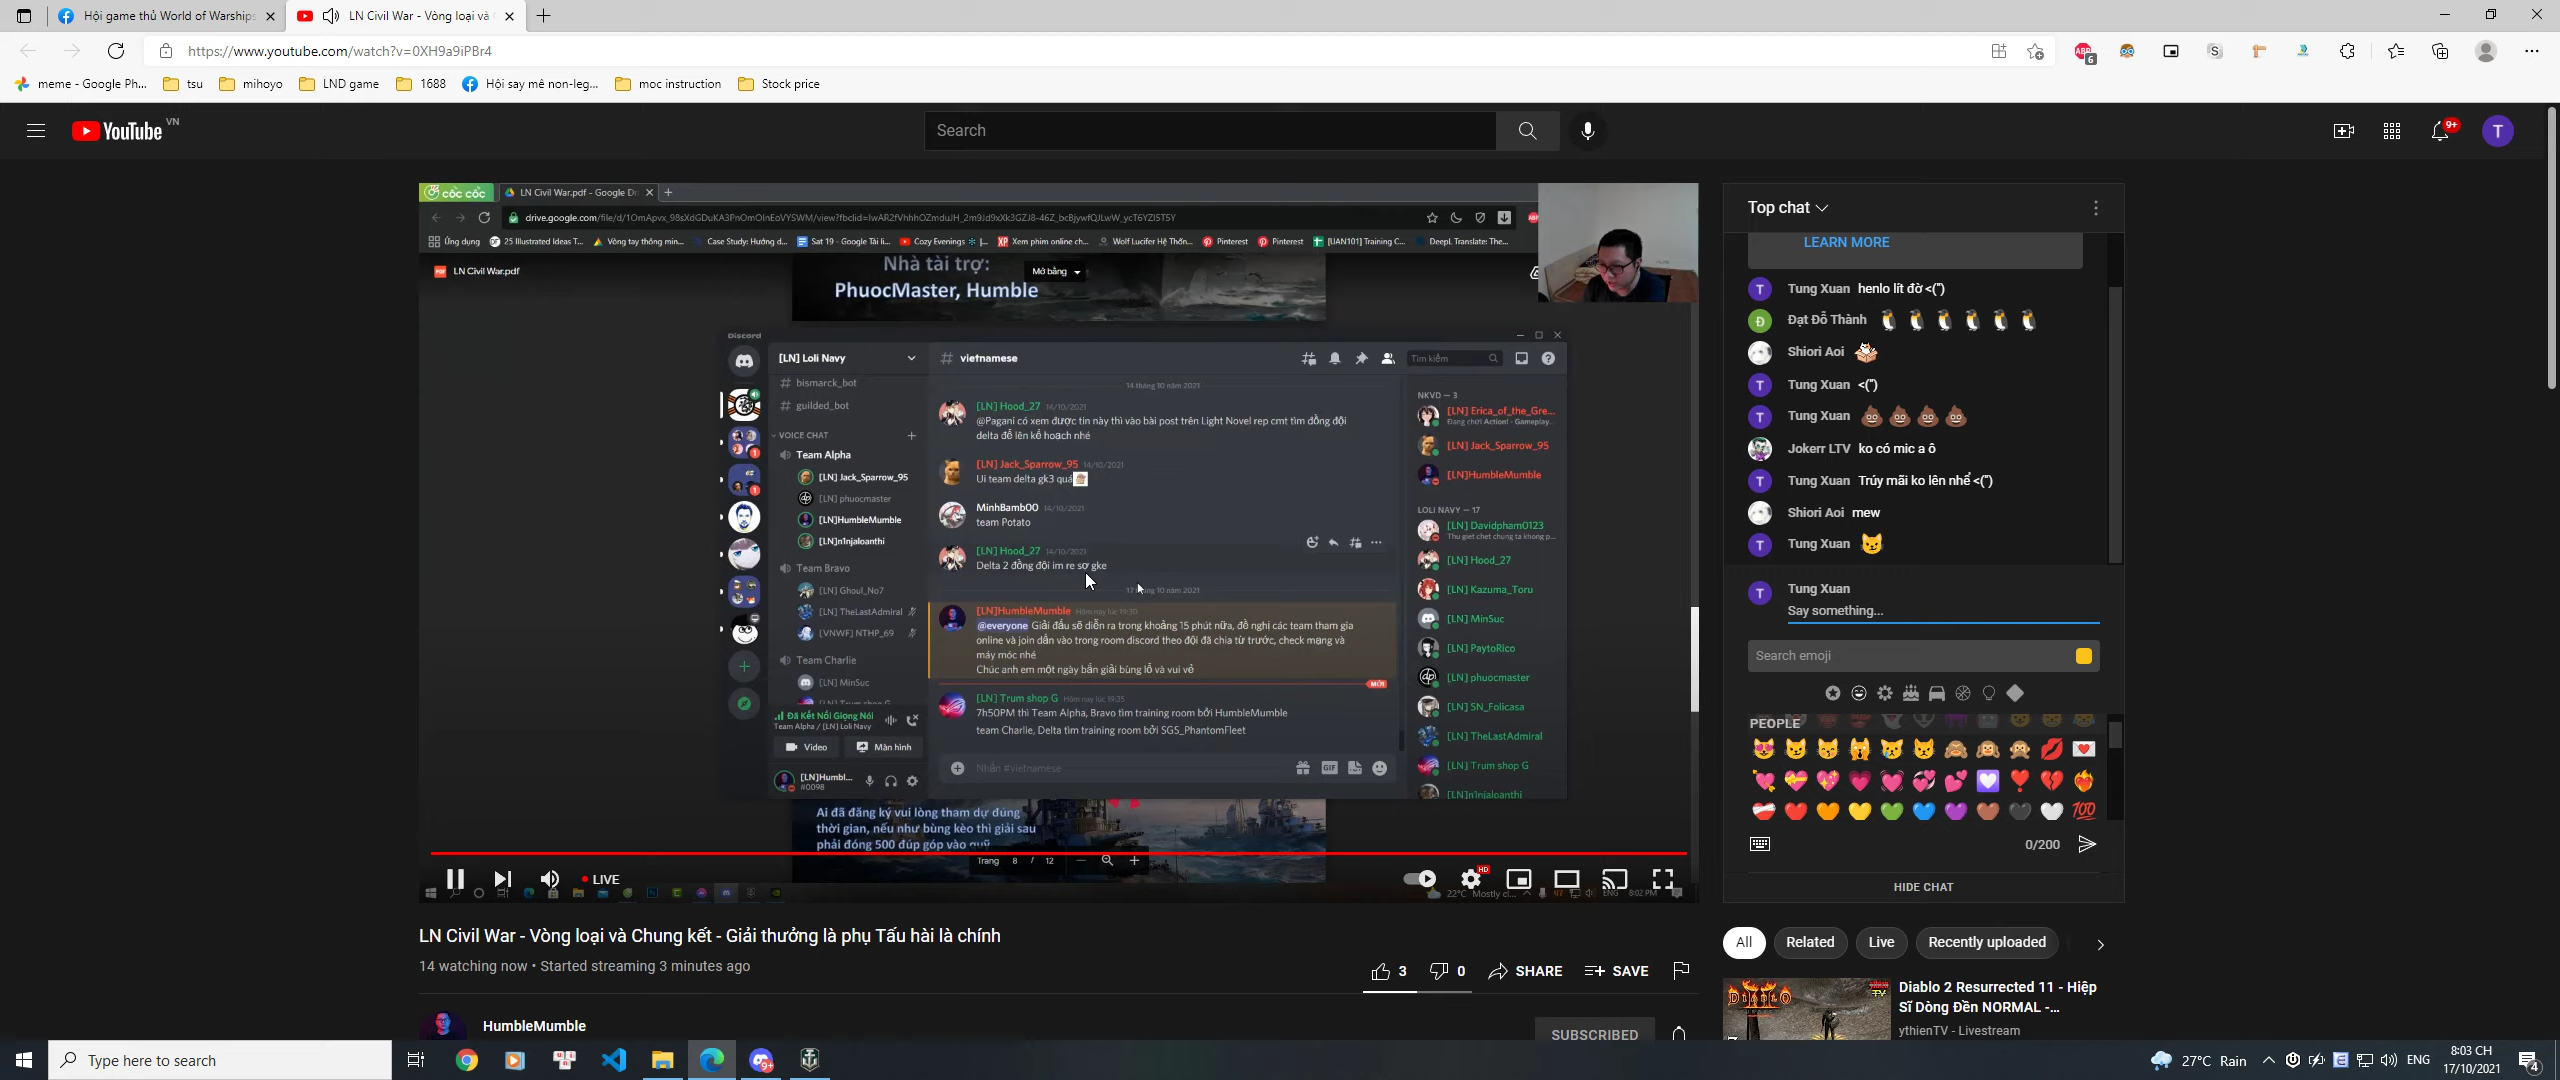 Hội game thủ World of Warships
LN Civil War - Vòng loại và
https://www.youtube.com/watch?v=0XH9a9iPBr4
meme - Google Ph...
tsu
mihoyo
LND game
1688
Hội say mê non-leg...
moc instruction
Stock price
YouTube VN
Search
9+
T
cốc cốc
LN Civil War.pdf - Google Dr
Ứng dụng
25 Illustrated Ideas T...
Vòng tay thông min...
Case Study: Hướng d...
Sat 19 - Google Tài li...
Cozy Evenings
Xem phim online ch...
Wolf Lucifer Hệ Thốn...
Pinterest
Pinterest
[UAN101] Training C...
DeepL Translate: The...
LN Civil War.pdf
Nhà tài trợ:
PhuocMaster, Humble
Mở bằng
Discord
[LN] Loli Navy
# vietnamese
Tìm kiếm
# bismarck_bot
# guilded_bot
VOICE CHAT
Team Alpha
[LN] Jack_Sparrow_95
[LN] phuocmaster
[LN]HumbleMumble
[LN]n1njaloanthi
Team Bravo
[LN] Ghoul_No7
[LN] TheLastAdmiral
[VNWF] NTHP_69
Team Charlie
[LN] MinSuc
[LN] Trum shop G
Đã Kết Nối Giọng Nói
Team Alpha / [LN] Loli Navy
Video
Màn hình
[LN]Humbl...
#0098
14 tháng 10 năm 2021
[LN] Hood_27 14/10/2021
@Pagani có xem được tin này thì vào bài post trên Light Novel rep cmt tìm đồng đội
delta để lên kế hoạch nhé
[LN] Jack_Sparrow_95 14/10/2021
Ui team delta gk3 quá
MinhBamb00 14/10/2021
team Potato
[LN] Hood_27 14/10/2021
Delta 2 đồng đội im re sợ gke
17 tháng 10 năm 2021
[LN]HumbleMumble Hôm nay lúc 19:30
@everyone Giải đấu sẽ diễn ra trong khoảng 15 phút nữa, đề nghị các team tham gia
online và join dần vào trong room discord theo đội đã chia từ trước, check mạng và
máy móc nhé
Chúc anh em một ngày bắn giải bùng lổ và vui vẻ
MỚI
[LN] Trum shop G Hôm nay lúc 19:35
7h50PM thì Team Alpha, Bravo tìm training room bởi HumbleMumble
team Charlie, Delta tìm training room bởi SGS_PhantomFleet
Nhắn #vietnamese
GIF
NKVD — 3
[LN] Erica_of_the_Gre...
Đang chơi Action! - Gameplay...
[LN] Jack_Sparrow_95
[LN]HumbleMumble
LOLI NAVY — 17
[LN] Davidpham0123
Thu giet chet chung ta khong p...
[LN] Hood_27
[LN] Kazuma_Toru
[LN] MinSuc
[LN] PaytoRico
[LN] phuocmaster
[LN] SN_Folicasa
[LN] TheLastAdmiral
[LN] Trum shop G
[LN]n1njaloanthi
Ai đã đăng ký vui lòng tham dự đúng
thời gian, nếu như bùng kèo thì giải sau
phải đóng 500 đúp góp vào quỹ
Trang 8 / 12
LIVE
HD
22°C Mostly cl...
ENG 8:02 PM
LN Civil War - Vòng loại và Chung kết - Giải thưởng là phụ Tấu hài là chính
14 watching now • Started streaming 3 minutes ago
3
0
SHARE
SAVE
HumbleMumble
SUBSCRIBED
Top chat
LEARN MORE
Tung Xuan henlo lít đờ <(")
Đạt Đỗ Thành
Shiori Aoi
Tung Xuan <(")
Tung Xuan
Jokerr LTV ko có mic a ô
Tung Xuan Trúy mãi ko lên nhể <(")
Shiori Aoi mew
Tung Xuan
Tung Xuan
Say something...
Search emoji
PEOPLE
0/200
HIDE CHAT
All
Related
Live
Recently uploaded
Diablo 2 Resurrected 11 - Hiệp
Sĩ Dòng Đền NORMAL -...
ythienTV - Livestream
Type here to search
27°C Rain
ENG
8:03 CH
17/10/2021
4